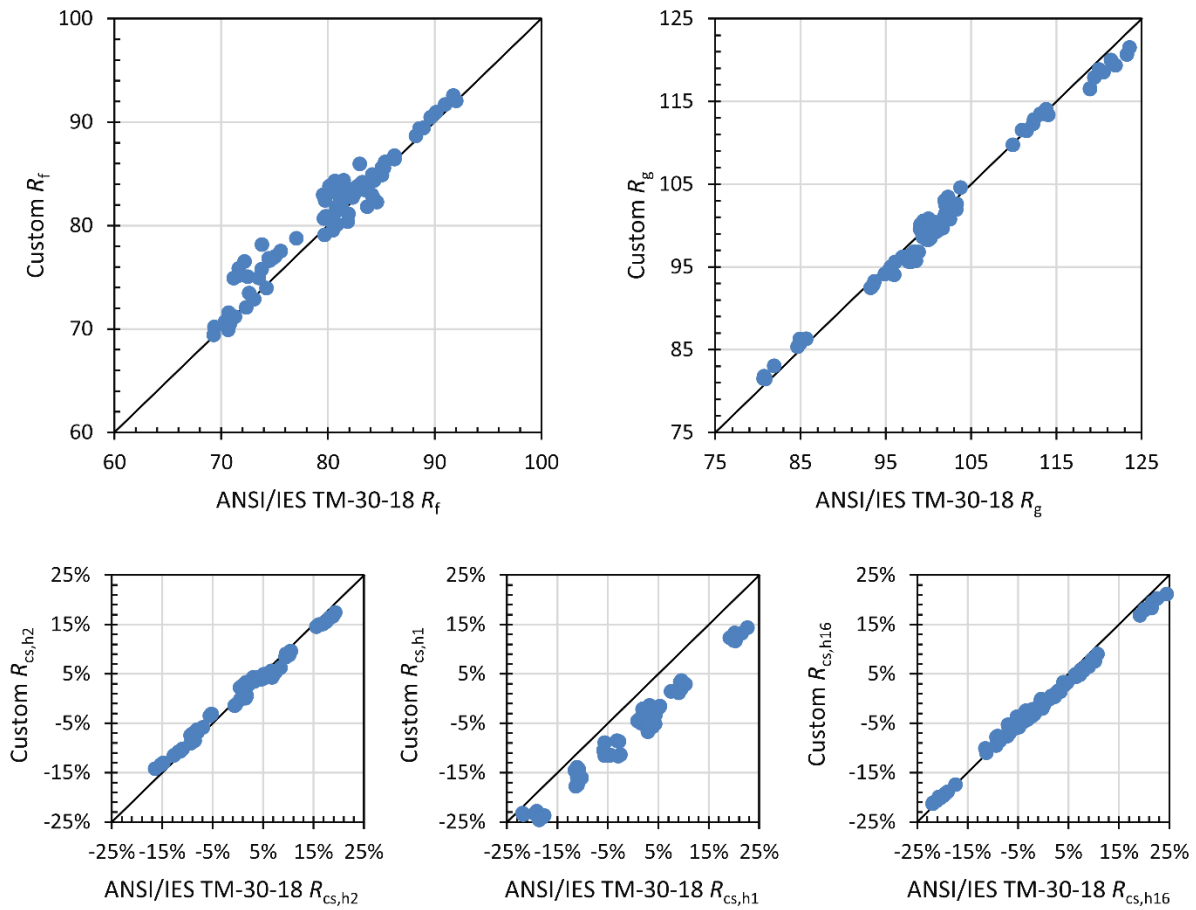 100
90
80
70
60
Custom Rf
60 70 80 90 100
ANSI/IES TM-30-18 Rf
125
115
105
95
85
75
Custom Rg
75 85 95 105 115 125
ANSI/IES TM-30-18 Rg
25%
15%
5%
-5%
-15%
-25%
Custom Rcs,h2
-25% -15% -5% 5% 15% 25%
ANSI/IES TM-30-18 Rcs,h2
25%
15%
5%
-5%
-15%
-25%
Custom Rcs,h1
-25% -15% -5% 5% 15% 25%
ANSI/IES TM-30-18 Rcs,h1
25%
15%
5%
-5%
-15%
-25%
Custom Rcs,h16
-25% -15% -5% 5% 15% 25%
ANSI/IES TM-30-18 Rcs,h16